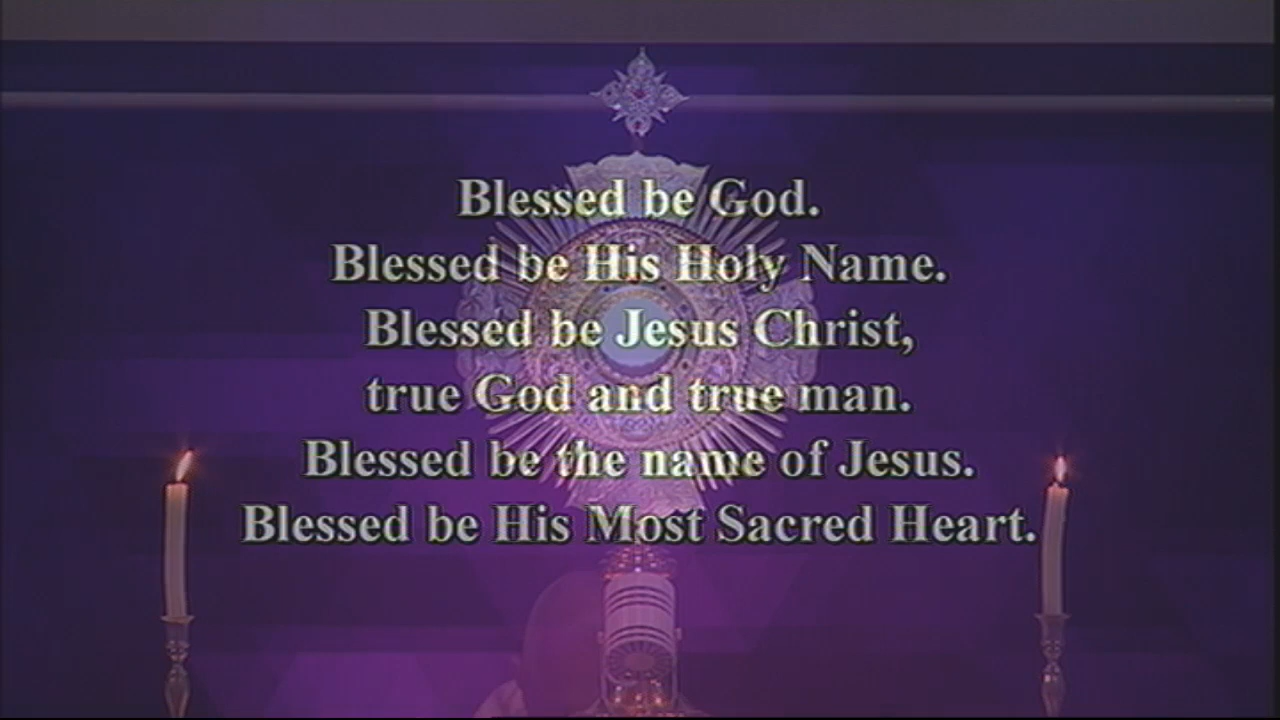 Blessed be God.
Blessed be His Holy Name.
Blessed be Jesus Christ,
true God and true man.
Blessed be the name of Jesus.
Blessed be His Most Sacred Heart.